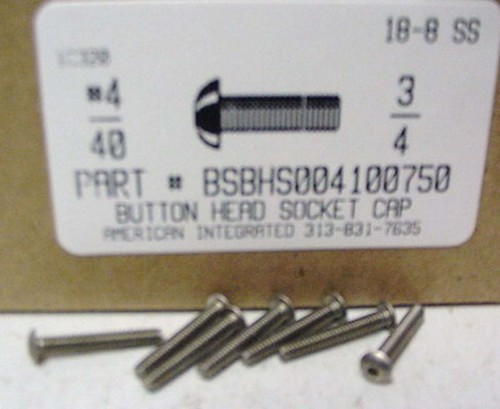 18-8 SS
#4
40
3
4
PART # BSBHS004100750
BUTTON HEAD SOCKET CAP
AMERICAN INTEGRATED 313-831-7635